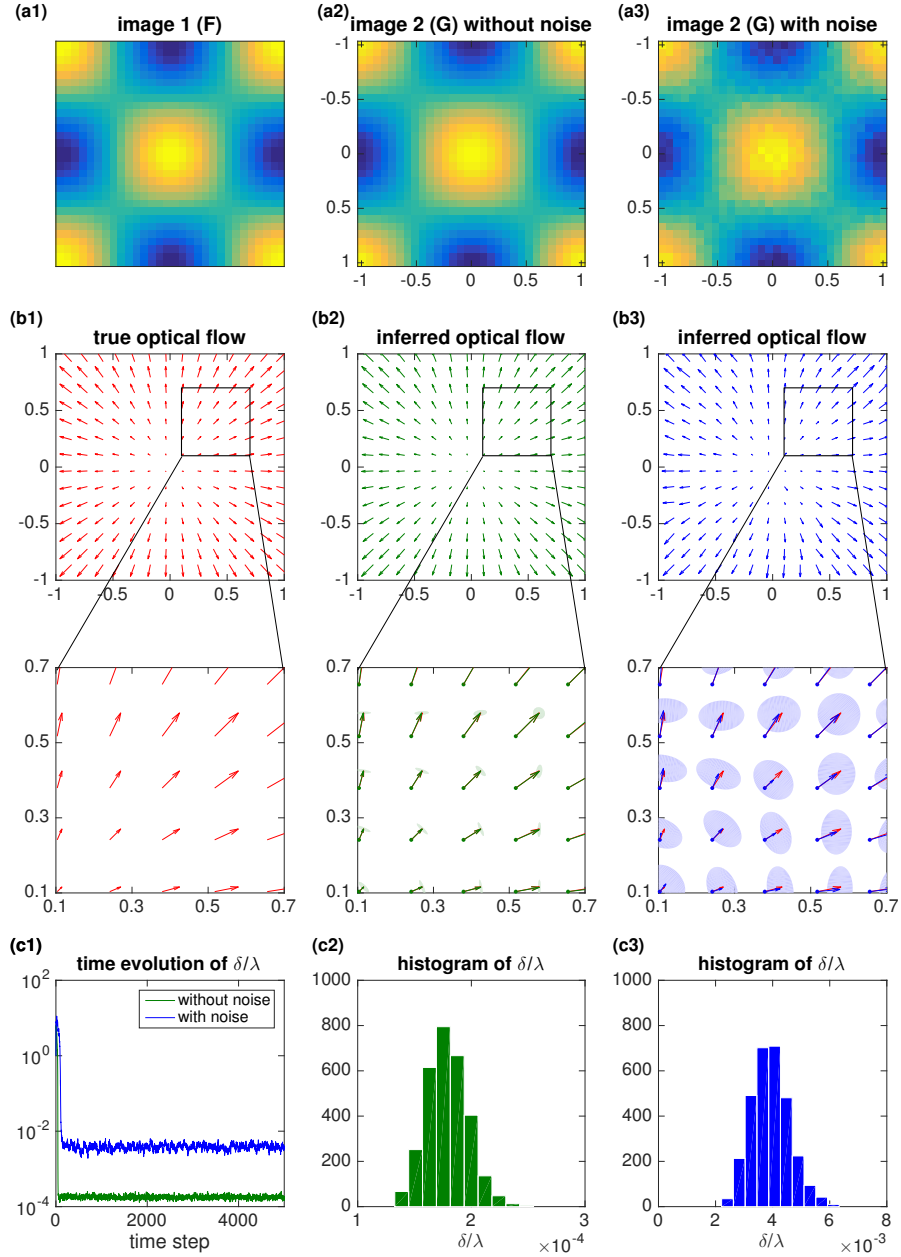 (a1) (a2) (a3)
image 1 (F) image 2 (G) without noise image 2 (G) with noise
-1 -1
-0.5 -0.5
0 0
0.5 0.5
1 1
-1 -0.5 0 0.5 1 -1 -0.5 0 0.5 1
(b1) (b2) (b3)
true optical flow inferred optical flow inferred optical flow
1 1 1
0.5 0.5 0.5
0 0 0
-0.5 -0.5 -0.5
-1 -1 -1
-1 -0.5 0 0.5 1 -1 -0.5 0 0.5 1 -1 -0.5 0 0.5 1
0.7 0.7 0.7
0.5 0.5 0.5
0.3 0.3 0.3
0.1 0.1 0.1
0.1 0.3 0.5 0.7 0.1 0.3 0.5 0.7 0.1 0.3 0.5 0.7
(c1) (c2) (c3)
time evolution of δ/λ histogram of δ/λ histogram of δ/λ
10² 1000 1000
without noise
with noise
800 800
10⁰ 600 600
10⁻² 400 400
200 200
10⁻⁴ 0 0
0 2000 4000 1 2 3 0 2 4 6 8
time step δ/λ ×10⁻⁴ δ/λ ×10⁻³